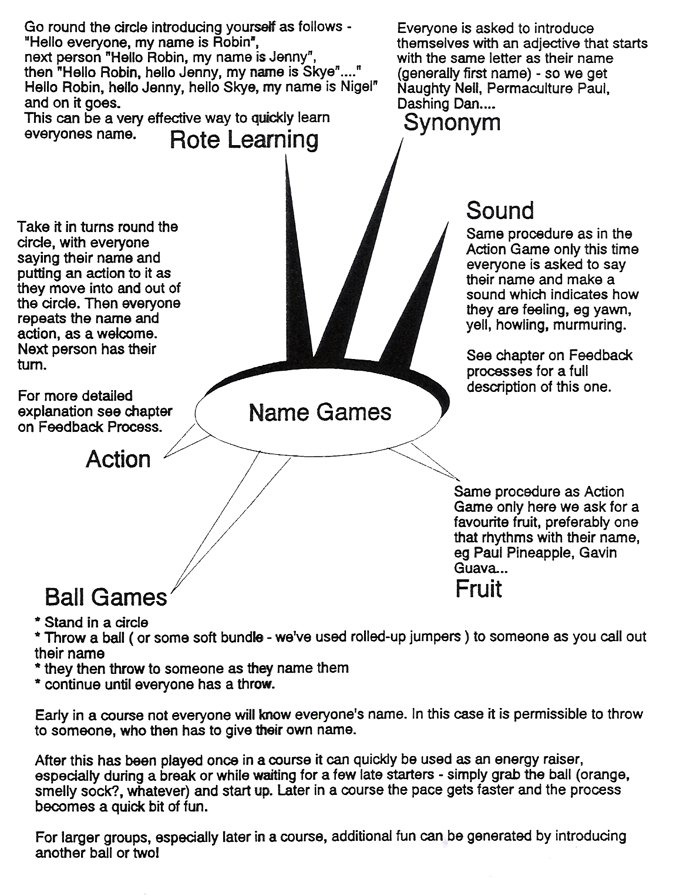 Go round the circle introducing yourself as follows -
"Hello everyone, my name is Robin",
next person "Hello Robin, my name is Jenny",
then "Hello Robin, hello Jenny, my name is Skye"...."
Hello Robin, hello Jenny, hello Skye, my name is Nigel"
and on it goes.
This can be a very effective way to quickly learn
everyones name.
Rote Learning
Everyone is asked to introduce
themselves with an adjective that starts
with the same letter as their name
(generally first name) - so we get
Naughty Nell, Permaculture Paul,
Dashing Dan....
Synonym
Sound
Same procedure as in the
Action Game only this time
everyone is asked to say
their name and make a
sound which indicates how
they are feeling, eg yawn,
yell, howling, murmuring.
See chapter on Feedback
processes for a full
description of this one.
Take it in turns round the
circle, with everyone
saying their name and
putting an action to it as
they move into and out of
the circle. Then everyone
repeats the name and
action, as a welcome.
Next person has their
turn.
For more detailed
explanation see chapter
on Feedback Process.
Action
Name Games
Same procedure as Action
Game only here we ask for a
favourite fruit, preferably one
that rhythms with their name,
eg Paul Pineapple, Gavin
Guava...
Fruit
Ball Games
* Stand in a circle
* Throw a ball ( or some soft bundle - we've used rolled-up jumpers ) to someone as you call out
their name
* they then throw to someone as they name them
* continue until everyone has a throw.
Early in a course not everyone will know everyone's name. In this case it is permissible to throw
to someone, who then has to give their own name.
After this has been played once in a course it can quickly be used as an energy raiser,
especially during a break or while waiting for a few late starters - simply grab the ball (orange,
smelly sock?, whatever) and start up. Later in a course the pace gets faster and the process
becomes a quick bit of fun.
For larger groups, especially later in a course, additional fun can be generated by introducing
another ball or two!